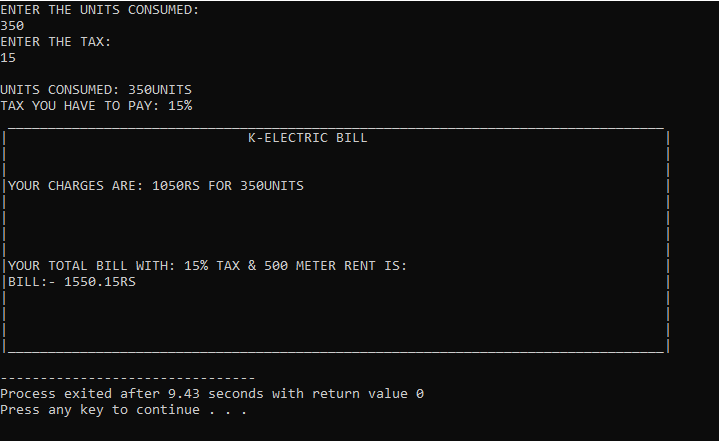 ENTER THE UNITS CONSUMED:
350
ENTER THE TAX:
15
UNITS CONSUMED: 350UNITS
TAX YOU HAVE TO PAY: 15%
K-ELECTRIC BILL
YOUR CHARGES ARE: 1050RS FOR 350UNITS
YOUR TOTAL BILL WITH: 15% TAX & 500 METER RENT IS:
BILL:- 1550.15RS
--------------------------------
Process exited after 9.43 seconds with return value 0
Press any key to continue . . .